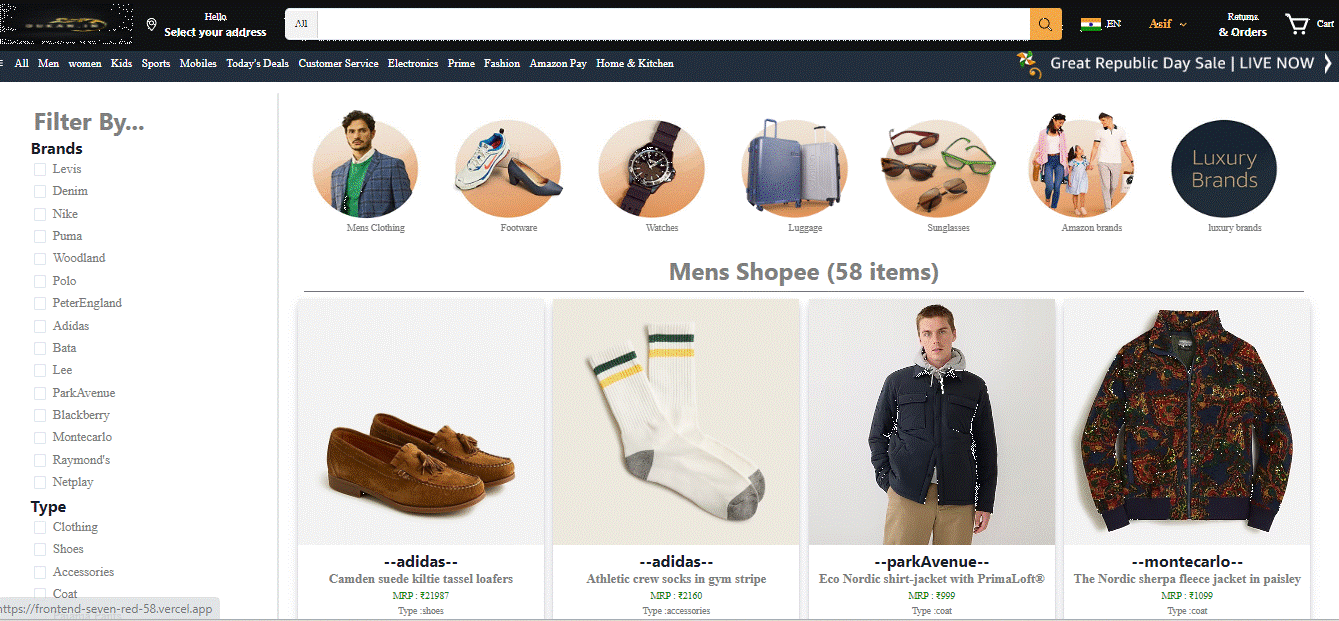 Hello
Select your address
All
EN
Asif
Returns
& Orders
Cart
All Men women Kids Sports Mobiles Today's Deals Customer Service Electronics Prime Fashion Amazon Pay Home & Kitchen
Great Republic Day Sale | LIVE NOW
Filter By...
Brands
Levis
Denim
Nike
Puma
Woodland
Polo
PeterEngland
Adidas
Bata
Lee
ParkAvenue
Blackberry
Montecarlo
Raymond's
Netplay
Type
Clothing
Shoes
Accessories
Coat
https://frontend-seven-red-58.vercel.app
Luxury
Brands
Mens Clothing Footware Watches Luggage Sunglasses Amazon brands luxury brands
Mens Shopee (58 items)
--adidas--
Camden suede kiltie tassel loafers
MRP : ₹21987
Type :shoes
--adidas--
Athletic crew socks in gym stripe
MRP : ₹2160
Type :accessories
--parkAvenue--
Eco Nordic shirt-jacket with PrimaLoft®
MRP : ₹999
Type :coat
--montecarlo--
The Nordic sherpa fleece jacket in paisley
MRP : ₹1099
Type :coat